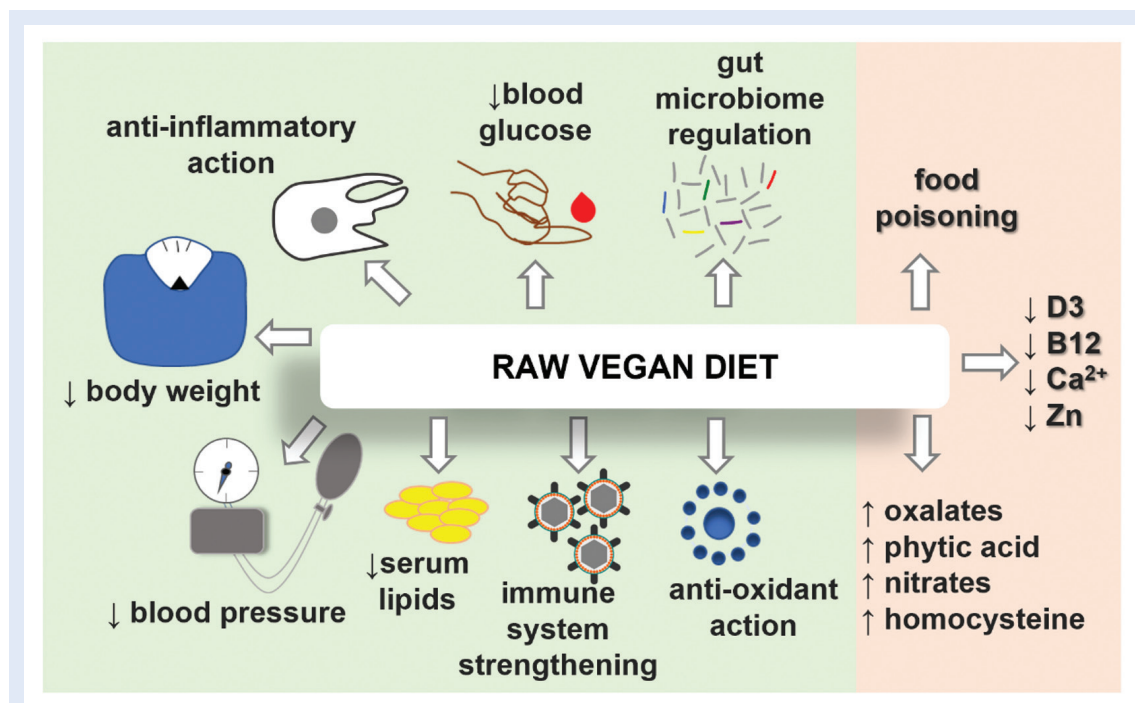 anti-inflammatory
action
↓blood
glucose
gut
microbiome
regulation
food
poisoning
RAW VEGAN DIET
↓ D3
↓ B12
↓ Ca²⁺
↓ Zn
↓ body weight
↓ blood pressure
↓serum
lipids
immune
system
strengthening
anti-oxidant
action
↑ oxalates
↑ phytic acid
↑ nitrates
↑ homocysteine